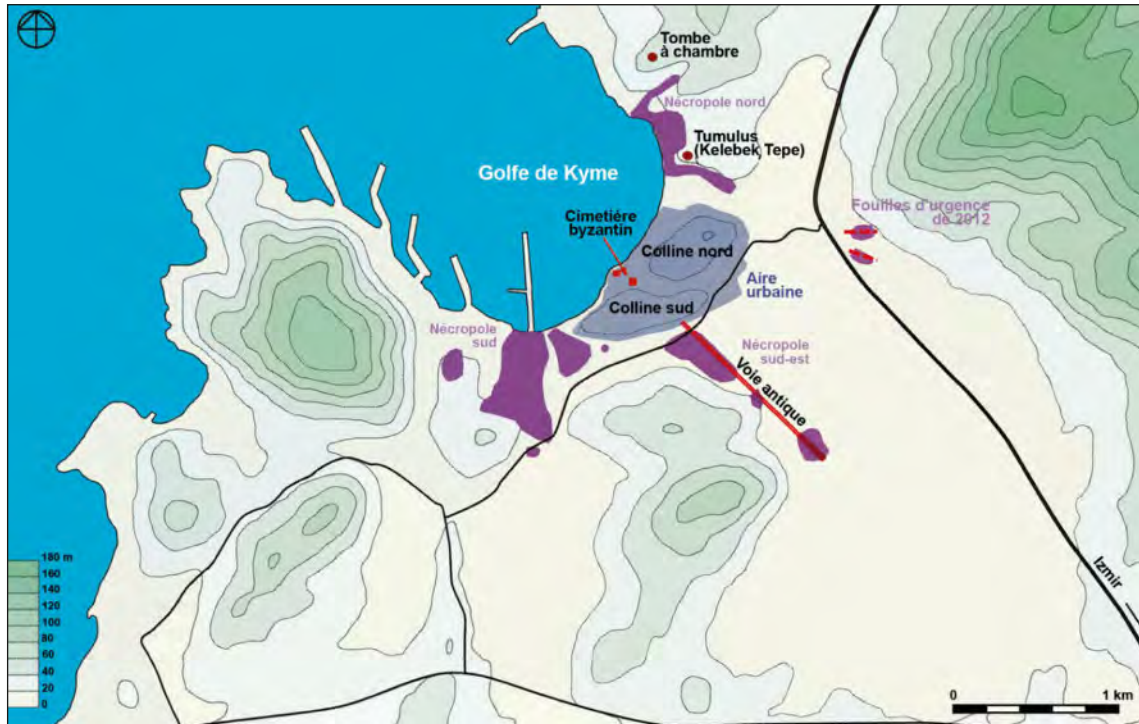 Tombe
à chambre
Nécropole nord
Tumulus
(Kelebek Tepe)
Golfe de Kyme
Fouilles d'urgence
de 2012
Cimetiére
byzantin
Colline nord
Aire
urbaine
Colline sud
Nécropole
sud
Nécropole
sud-est
Voie antique
Izmir
180 m
160
140
120
100
80
60
40
20
0
0
1 km